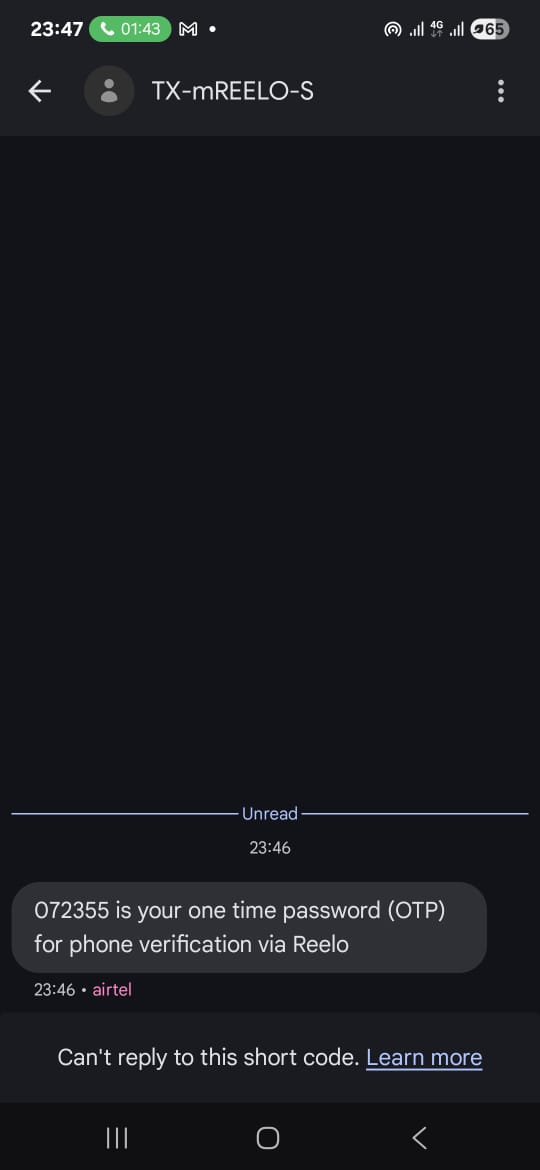 23:47 01:43 4G 65
TX-mREELO-S
Unread
23:46
072355 is your one time password (OTP)
for phone verification via Reelo
23:46 • airtel
Can't reply to this short code. Learn more